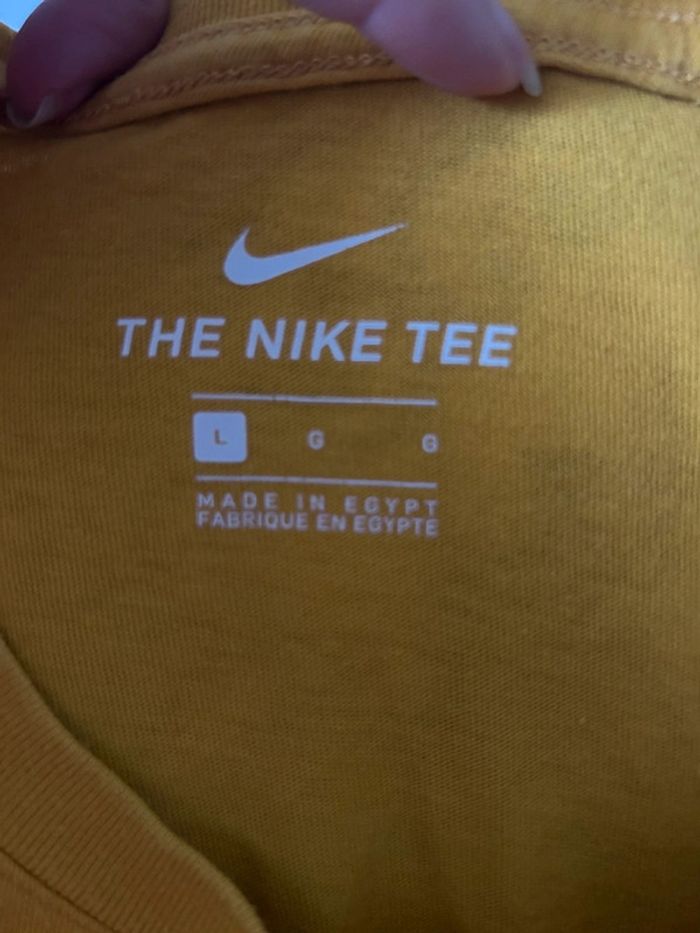 THE NIKE TEE
L G G
MADE IN EGYPT
FABRIQUE EN EGYPTE